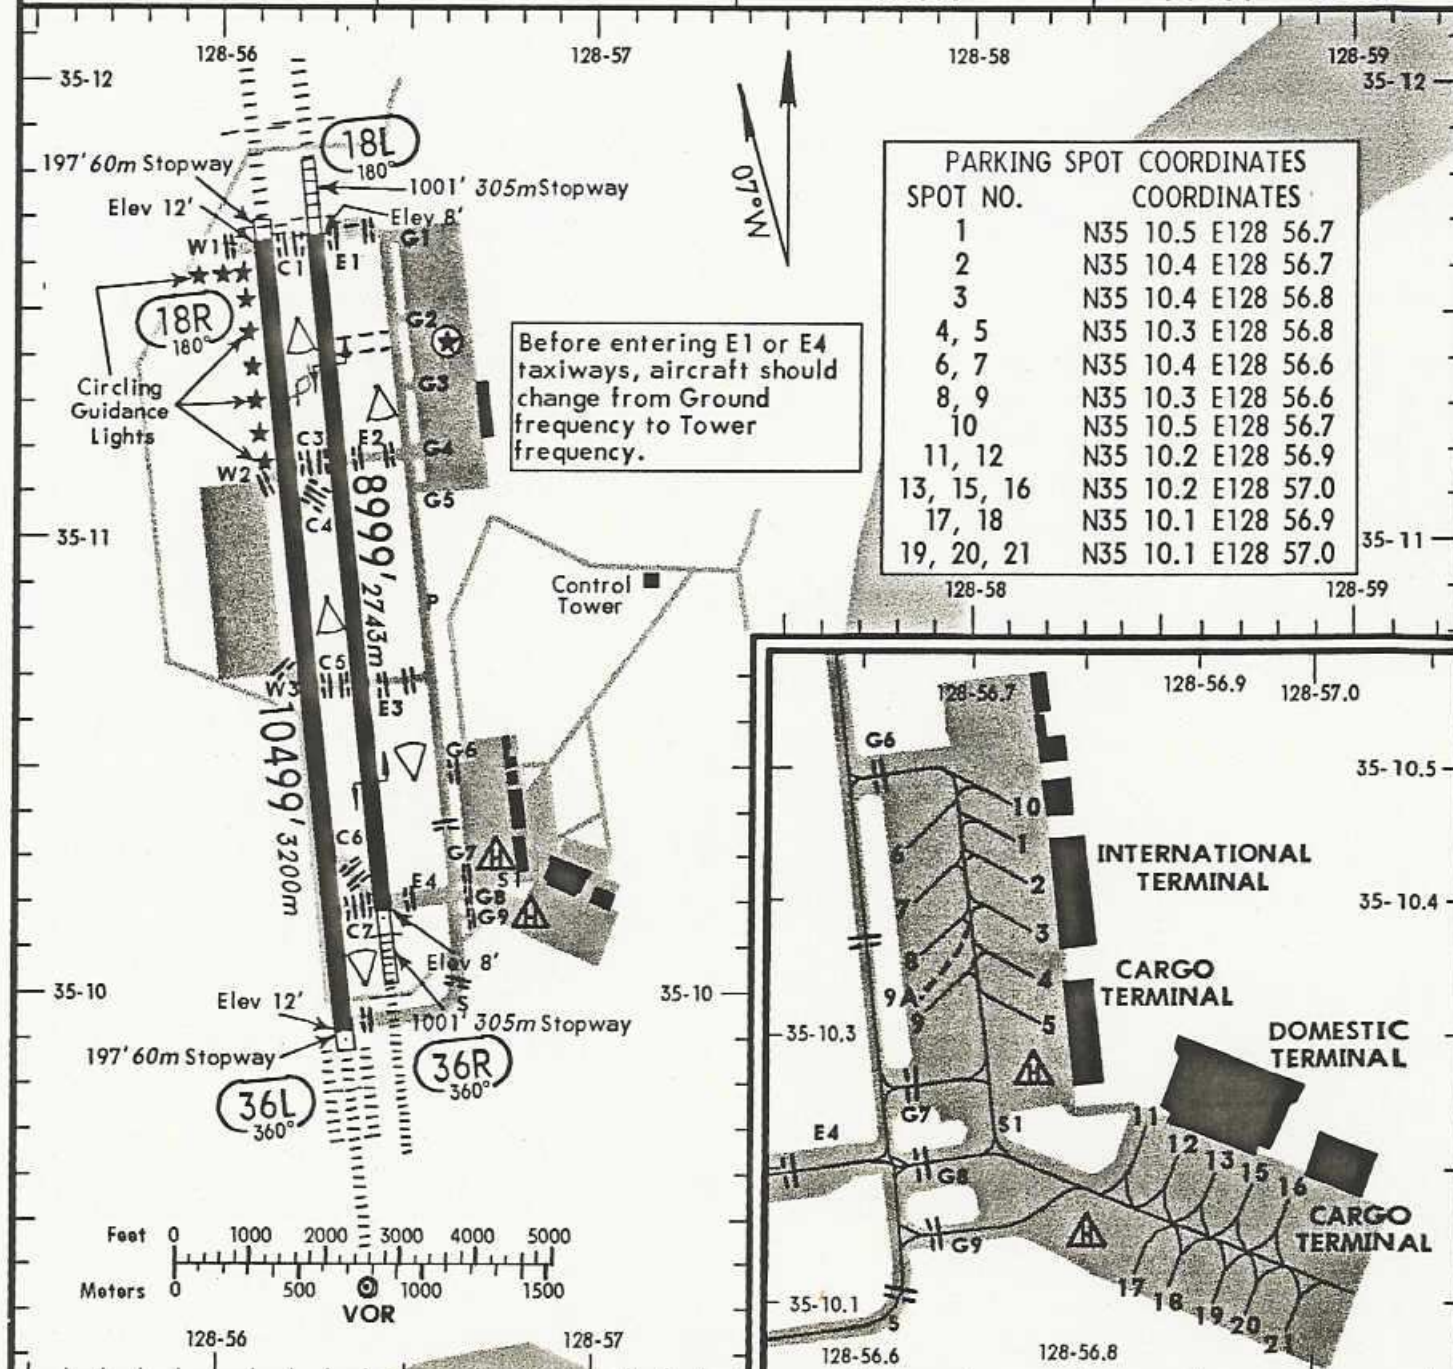 128-56
128-57
128-58
128-59
35-12
35-12
18L
180°
197' 60m Stopway
1001' 305m Stopway
Elev 12'
Elev 8'
07°W
PARKING SPOT COORDINATES
SPOT NO. COORDINATES
1 N35 10.5 E128 56.7
2 N35 10.4 E128 56.7
3 N35 10.4 E128 56.8
4, 5 N35 10.3 E128 56.8
6, 7 N35 10.4 E128 56.6
8, 9 N35 10.3 E128 56.6
10 N35 10.5 E128 56.7
11, 12 N35 10.2 E128 56.9
13, 15, 16 N35 10.2 E128 57.0
17, 18 N35 10.1 E128 56.9
19, 20, 21 N35 10.1 E128 57.0
W1
C1
E1
G1
18R
180°
G2
Before entering E1 or E4
taxiways, aircraft should
change from Ground
frequency to Tower
frequency.
G3
Circling
Guidance
Lights
C3
E2
G4
W2
C4
G5
8999' 2743m
35-11
35-11
Control
Tower
P
128-58
128-59
W3
C5
E3
10499' 3200m
G6
C6
G7
S1
E4
G8
G9
C7
Elev 8'
35-10
35-10
Elev 12'
S
1001' 305m Stopway
197' 60m Stopway
36R
360°
36L
360°
Feet 0 1000 2000 3000 4000 5000
Meters 0 500 1000 1500
VOR
128-56
128-57
128-56.7
128-56.9
128-57.0
G6
35-10.5
10
1
6
INTERNATIONAL
TERMINAL
2
7
35-10.4
3
8
4
CARGO
TERMINAL
9A
9
5
35-10.3
DOMESTIC
TERMINAL
H
G7
S1
11
E4
12
13
15
16
G8
CARGO
TERMINAL
H
G9
17
18
19
20
21
35-10.1
S
128-56.6
128-56.8
H
H